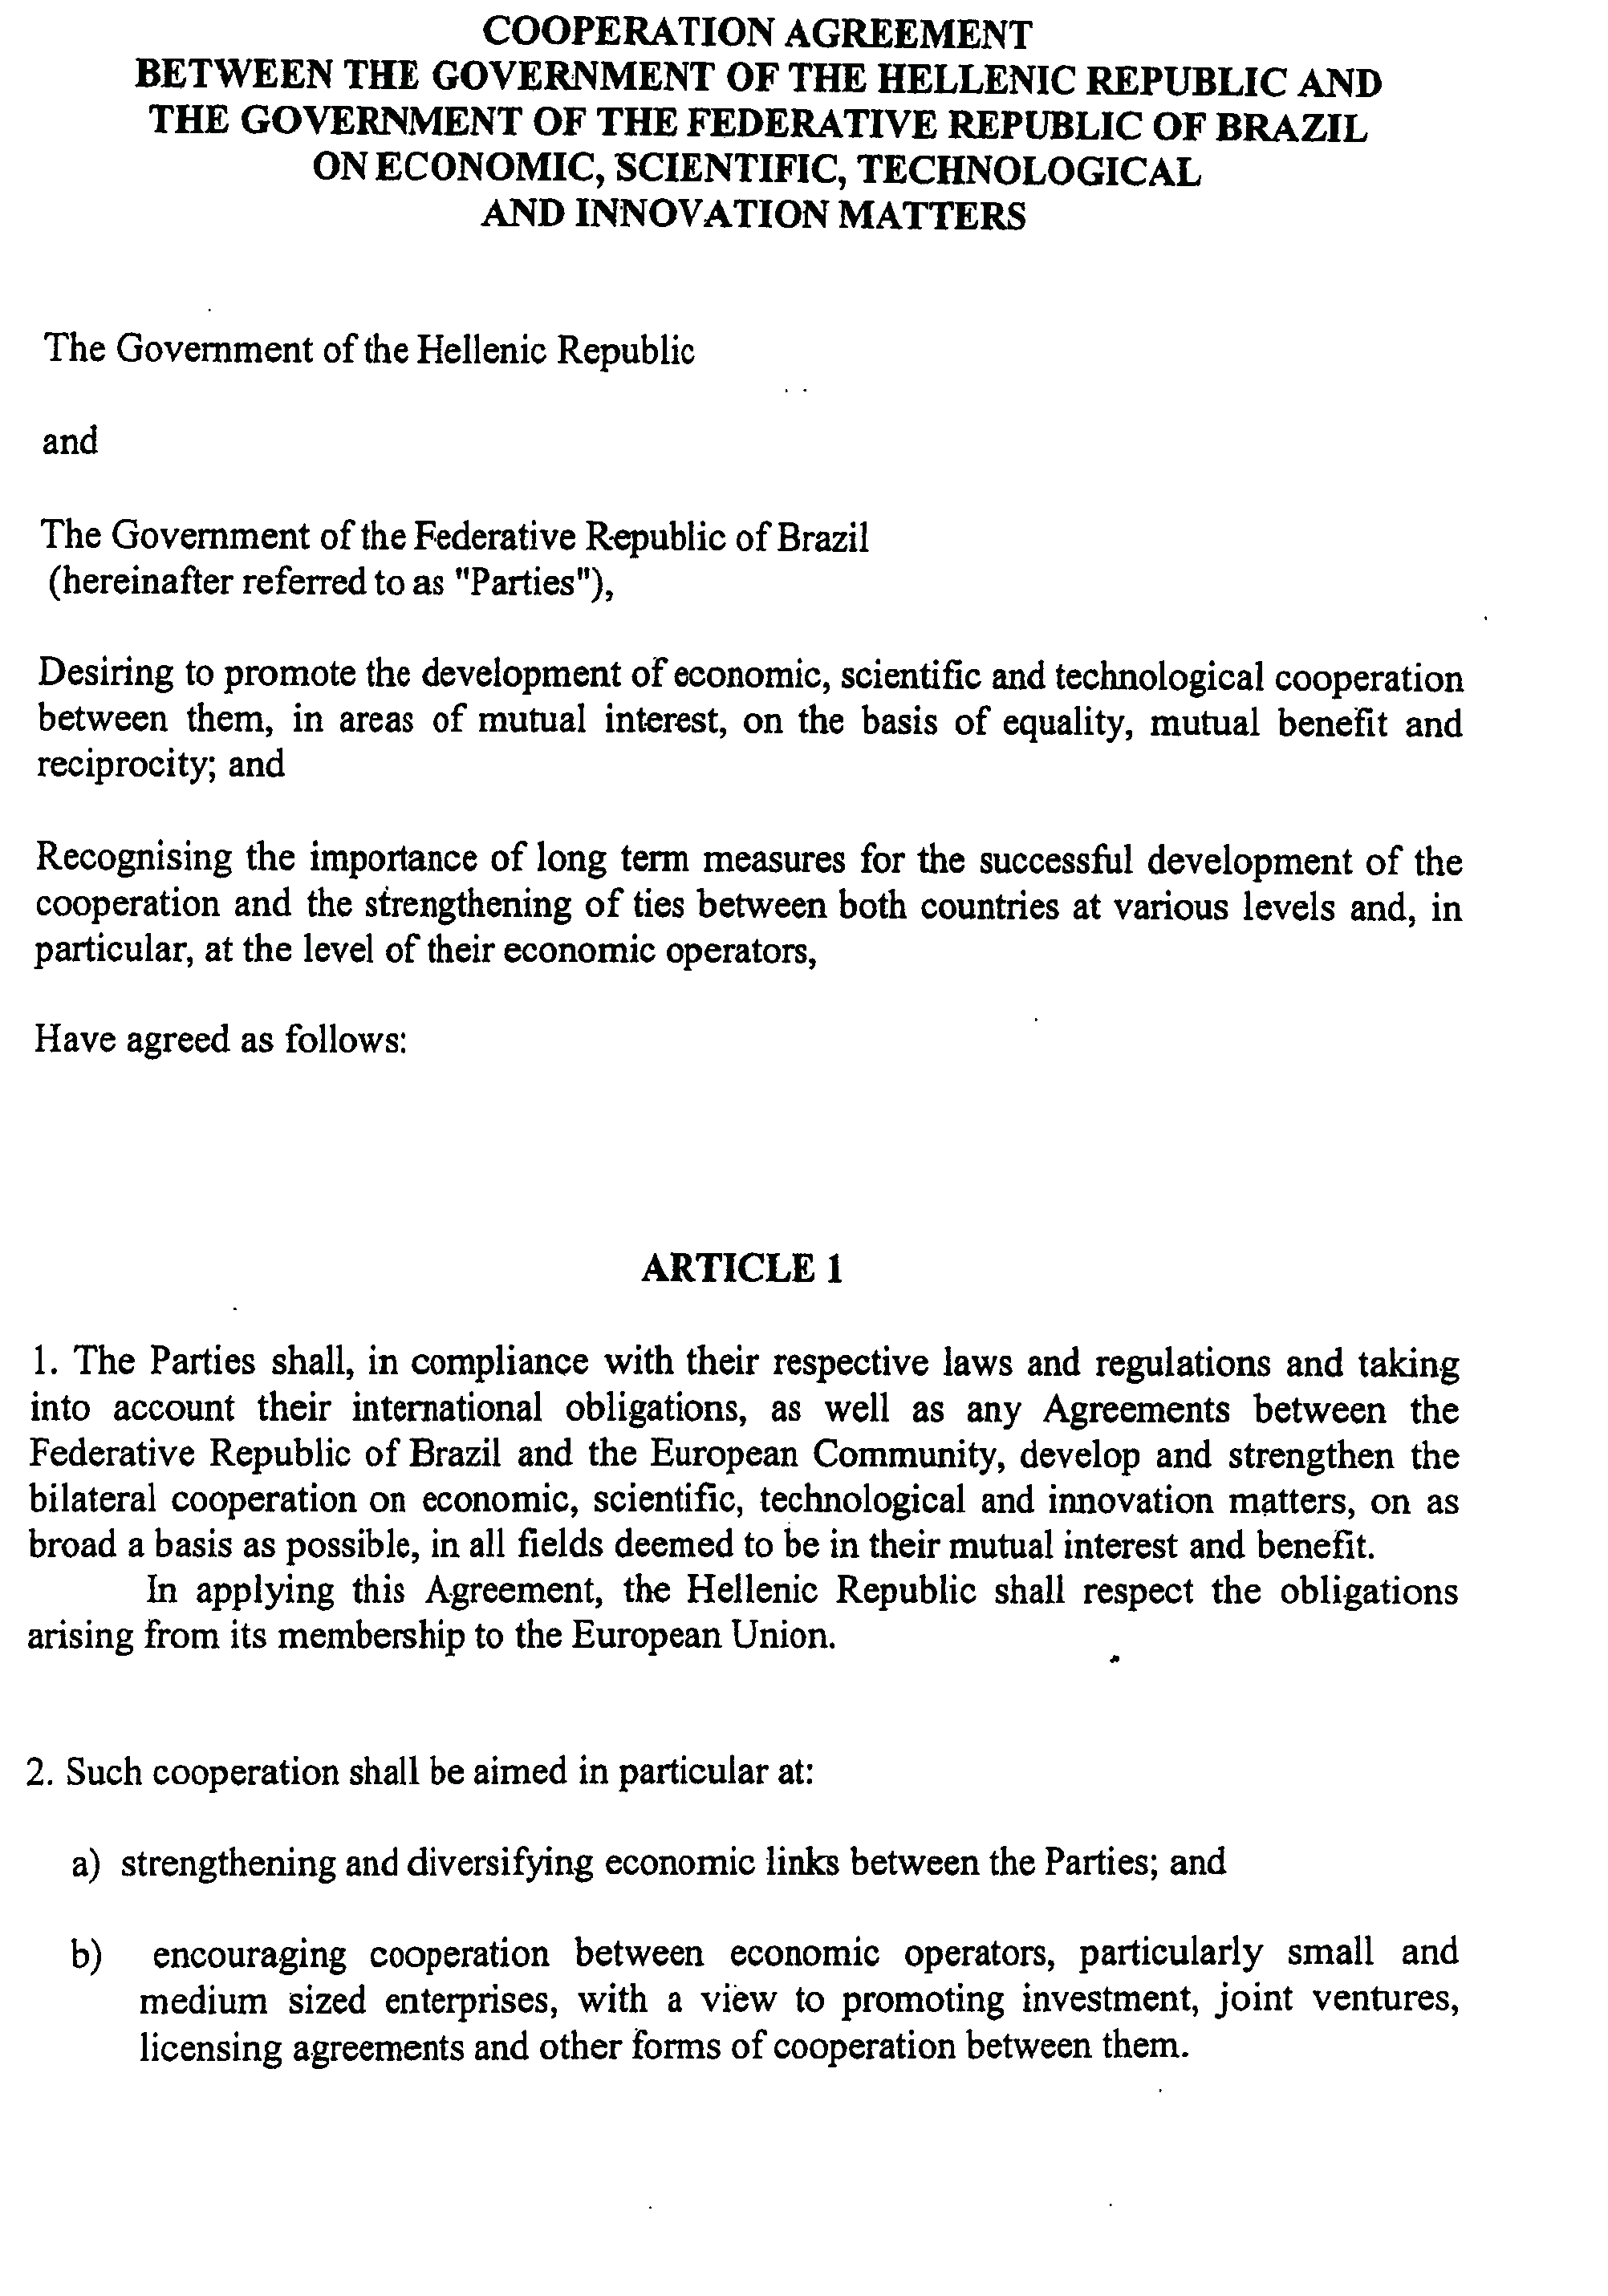 COOPERATION AGREEMENT
BETWEEN THE GOVERNMENT OF THE HELLENIC REPUBLIC AND
THE GOVERNMENT OF THE FEDERATIVE REPUBLIC OF BRAZIL
ON ECONOMIC, SCIENTIFIC, TECHNOLOGICAL
AND INNOVATION MATTERS
The Government of the Hellenic Republic
and
The Government of the Federative Republic of Brazil
(hereinafter referred to as "Parties"),
Desiring to promote the development of economic, scientific and technological cooperation
between them, in areas of mutual interest, on the basis of equality, mutual benefit and
reciprocity; and
Recognising the importance of long term measures for the successful development of the
cooperation and the strengthening of ties between both countries at various levels and, in
particular, at the level of their economic operators,
Have agreed as follows:
ARTICLE 1
1. The Parties shall, in compliance with their respective laws and regulations and taking
into account their international obligations, as well as any Agreements between the
Federative Republic of Brazil and the European Community, develop and strengthen the
bilateral cooperation on economic, scientific, technological and innovation matters, on as
broad a basis as possible, in all fields deemed to be in their mutual interest and benefit.
In applying this Agreement, the Hellenic Republic shall respect the obligations
arising from its membership to the European Union.
2. Such cooperation shall be aimed in particular at:
a) strengthening and diversifying economic links between the Parties; and
b) encouraging cooperation between economic operators, particularly small and
medium sized enterprises, with a view to promoting investment, joint ventures,
licensing agreements and other forms of cooperation between them.